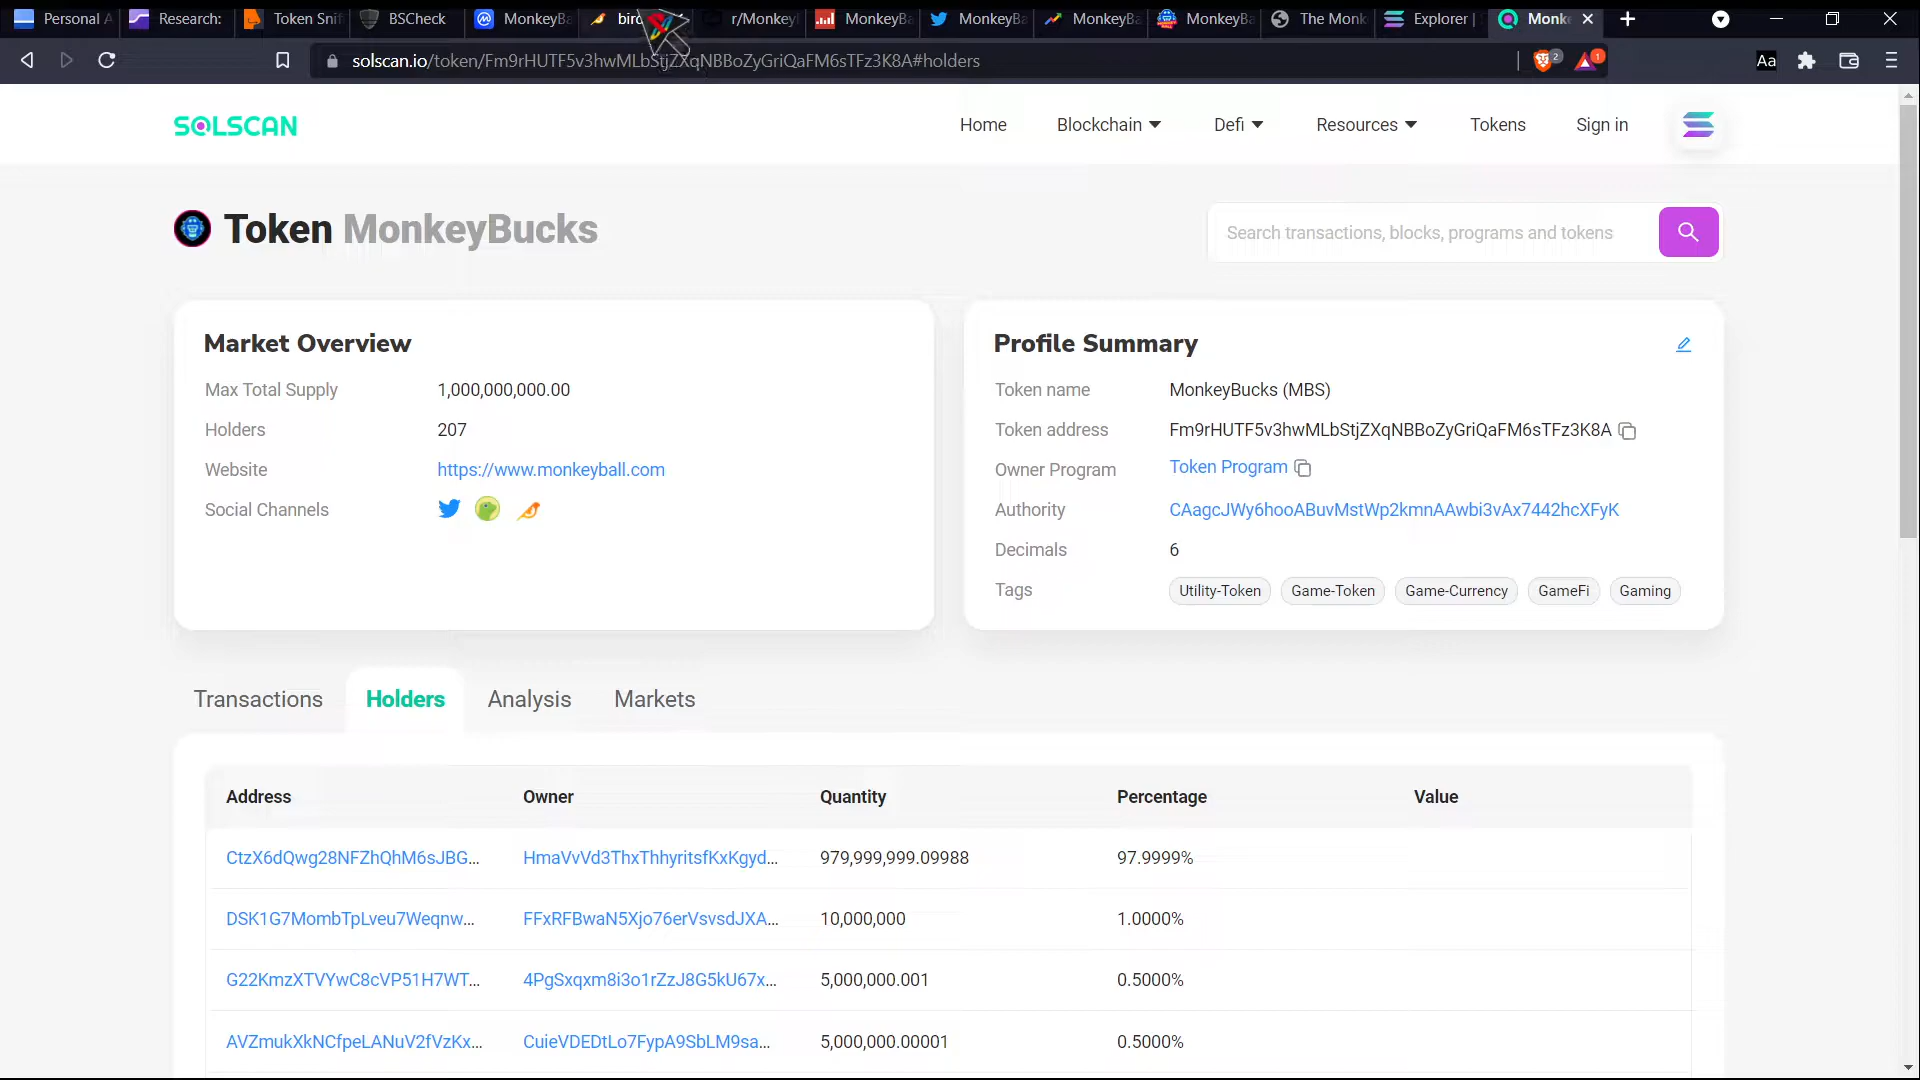 Personal A
Research:
Token Snif
BSCheck
MonkeyBa
bird
r/Monkey
MonkeyBa
MonkeyBa
MonkeyBa
MonkeyBa
The Monk
Explorer |
Monke
solscan.io/token/Fm9rHUTF5v3hwMLbStjZXqNBBoZyGriQaFM6sTFz3K8A#holders
2
1
Aa
SOLSCAN
Home
Blockchain
Defi
Resources
Tokens
Sign in
Token MonkeyBucks
Search transactions, blocks, programs and tokens
Market Overview
Max Total Supply 1,000,000,000.00
Holders 207
Website https://www.monkeyball.com
Social Channels
Profile Summary
Token name MonkeyBucks (MBS)
Token address Fm9rHUTF5v3hwMLbStjZXqNBBoZyGriQaFM6sTFz3K8A
Owner Program Token Program
Authority CAagcJWy6hooABuvMstWp2kmnAAwbi3vAx7442hcXFyK
Decimals 6
Tags Utility-Token Game-Token Game-Currency GameFi Gaming
Transactions Holders Analysis Markets
Address Owner Quantity Percentage Value
CtzX6dQwg28NFZhQhM6sJBG... HmaVvVd3ThxThhyritsfKxKgyd... 979,999,999.09988 97.9999%
DSK1G7MombTpLveu7Weqnw... FFxRFBwaN5Xjo76erVsvsdJXA... 10,000,000 1.0000%
G22KmzXTVYwC8cVP51H7WT... 4PgSxqxm8i3o1rZzJ8G5kU67x... 5,000,000.001 0.5000%
AVZmukXkNCfpeLANuV2fVzKx... CuieVDEDtLo7FypA9SbLM9sa... 5,000,000.00001 0.5000%